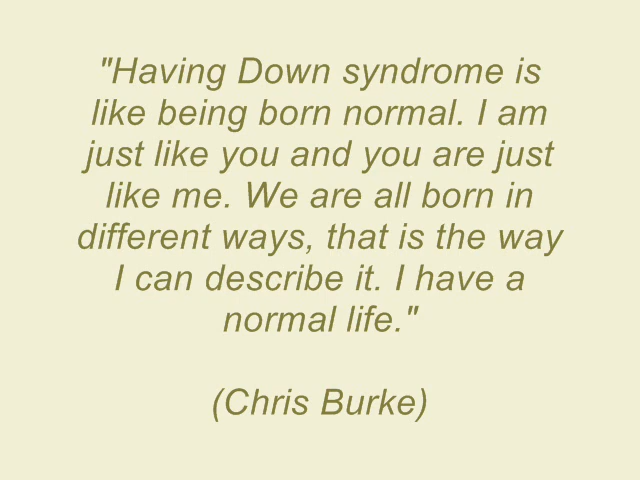 "Having Down syndrome is
like being born normal. I am
just like you and you are just
like me. We are all born in
different ways, that is the way
I can describe it. I have a
normal life."
(Chris Burke)